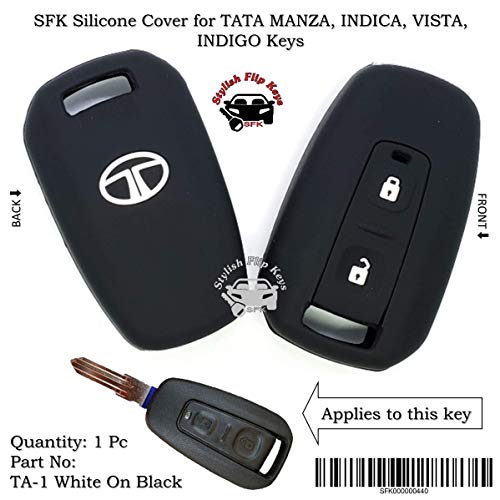 SFK Silicone Cover for TATA MANZA, INDICA, VISTA,
INDIGO Keys
Stylish Flip Keys
SFK
BACK
FRONT
Stylish Flip Keys
SFK
Applies to this key
Quantity: 1 Pc
Part No:
TA-1 White On Black
SFK000000440